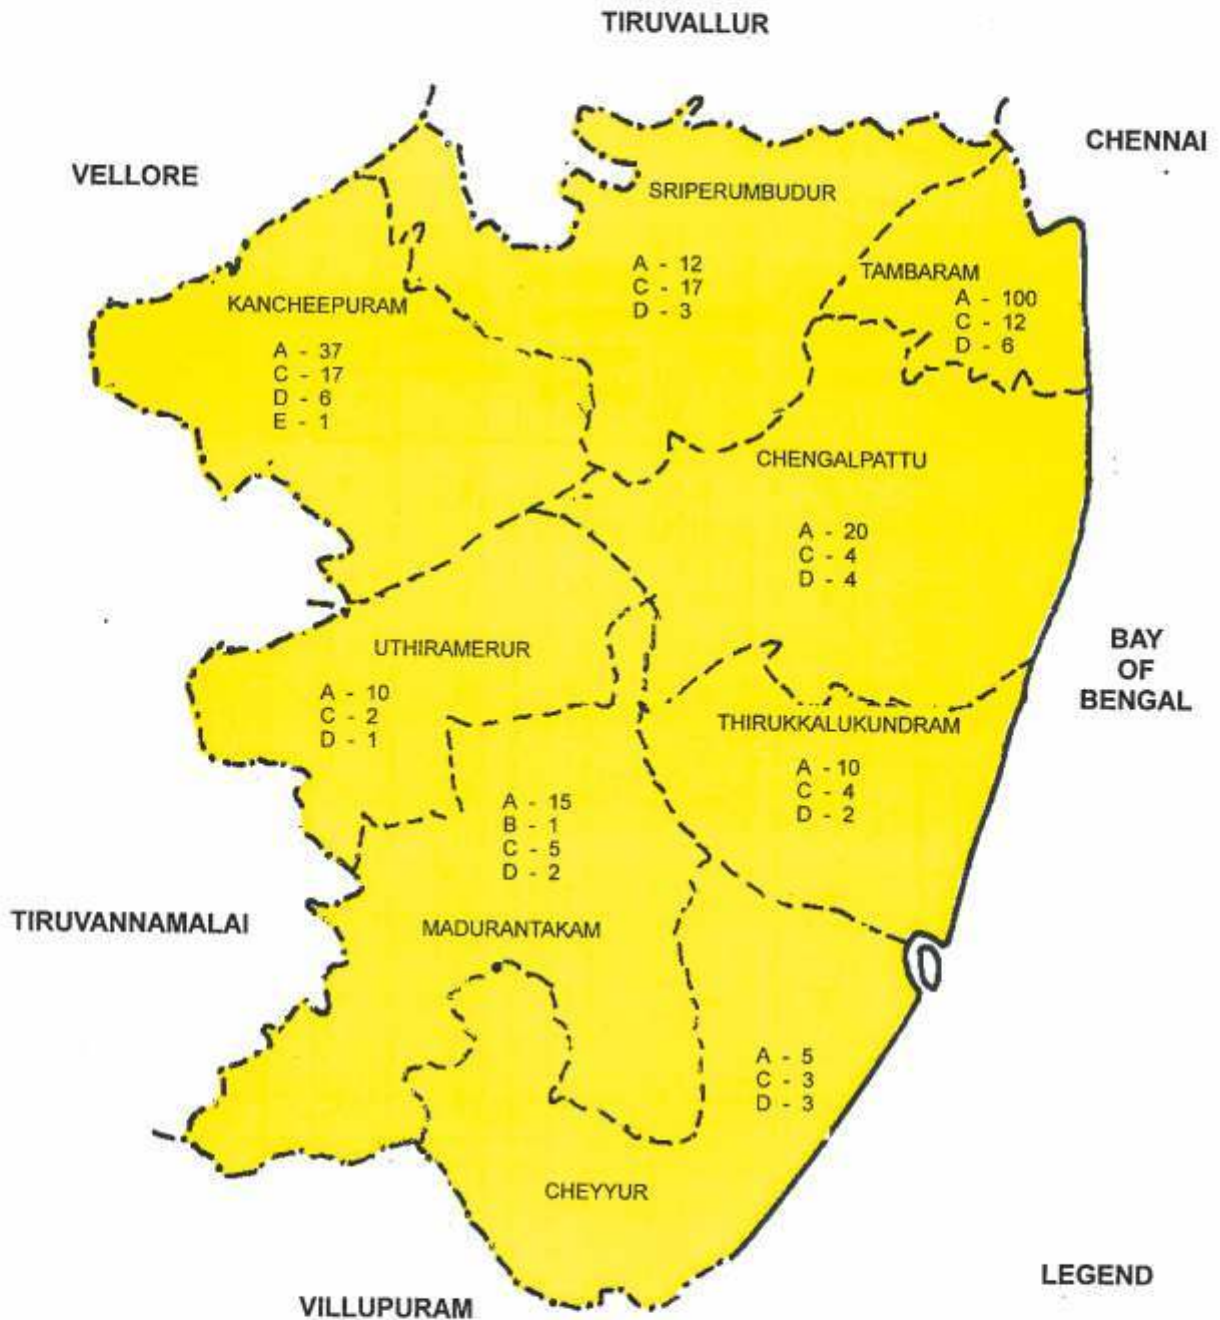 TIRUVALLUR
CHENNAI
VELLORE
SRIPERUMBUDUR
A - 12
C - 17
D - 3
TAMBARAM
A - 100
C - 12
D - 6
KANCHEEPURAM
A - 37
C - 17
D - 6
E - 1
CHENGALPATTU
A - 20
C - 4
D - 4
UTHIRAMERUR
A - 10
C - 2
D - 1
BAY
OF
BENGAL
THIRUKKALUKUNDRAM
A - 10
C - 4
D - 2
A - 15
B - 1
C - 5
D - 2
MADURANTAKAM
TIRUVANNAMALAI
A - 5
C - 3
D - 3
CHEYYUR
LEGEND
VILLUPURAM